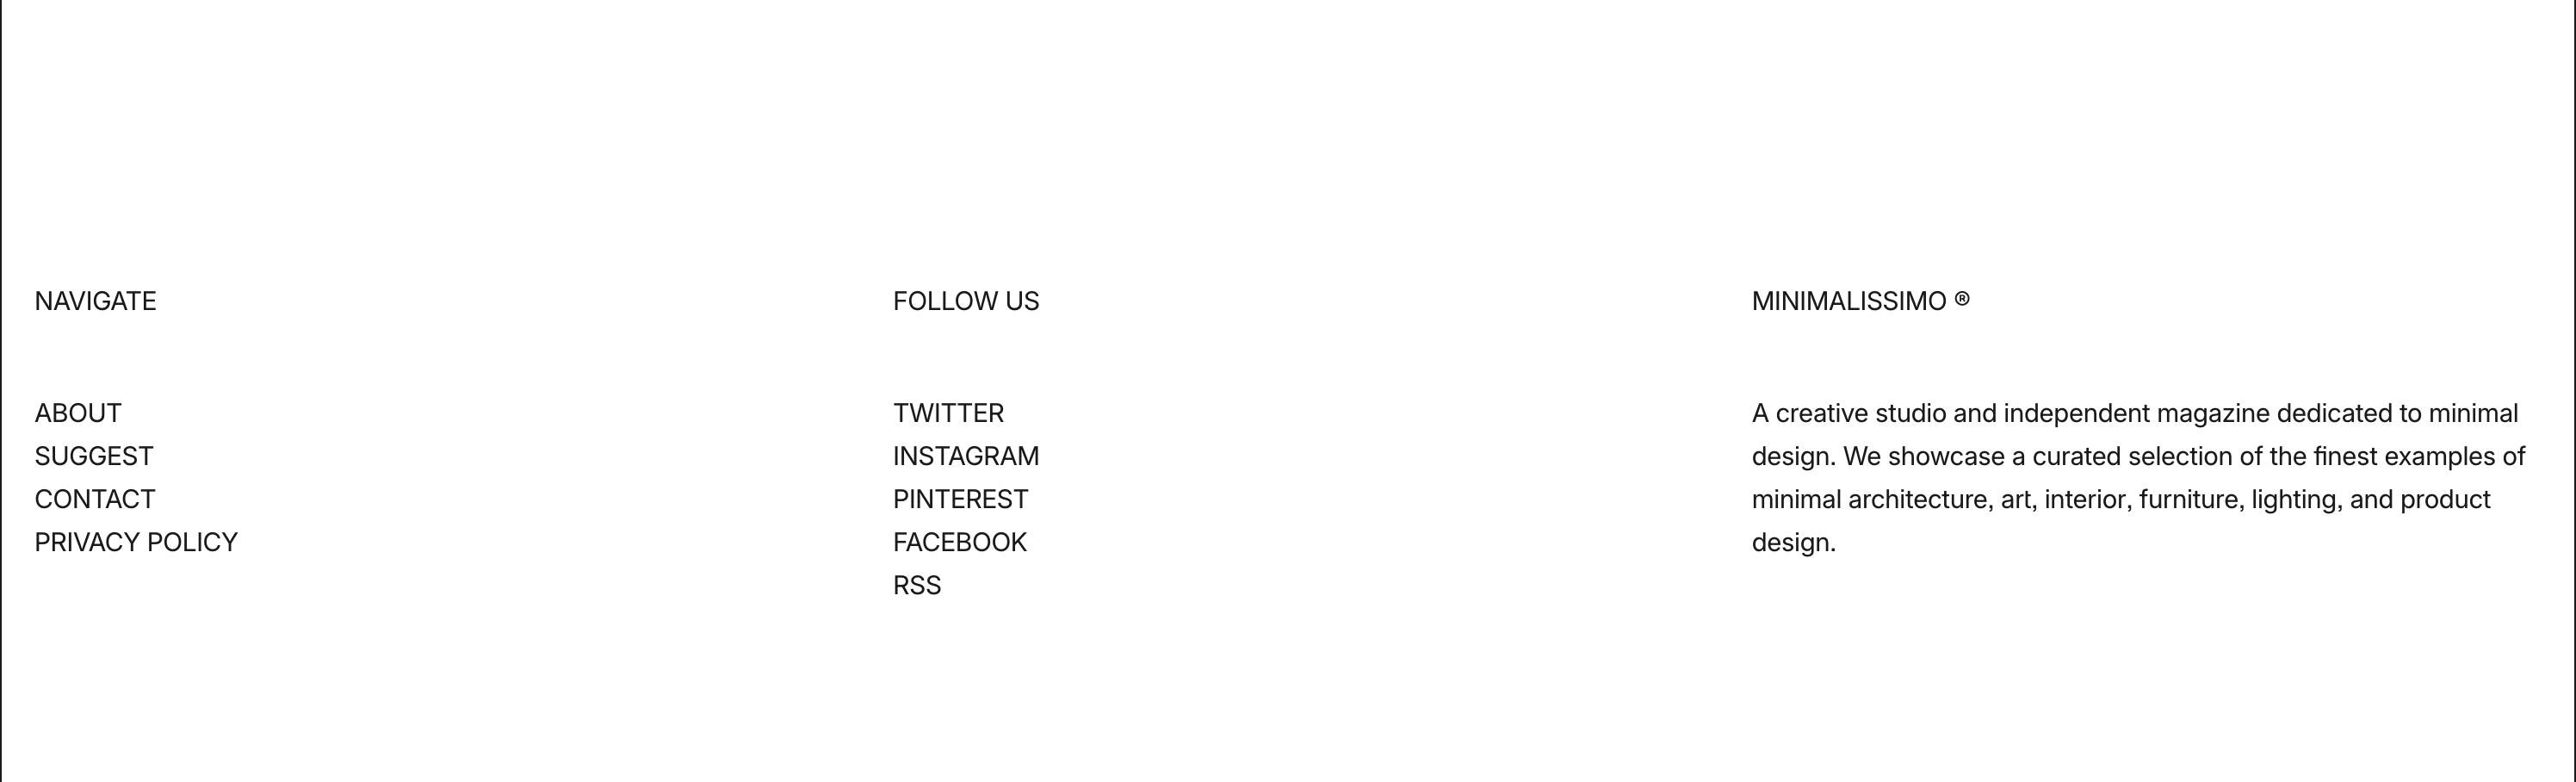 NAVIGATE
ABOUT
SUGGEST
CONTACT
PRIVACY POLICY
FOLLOW US
TWITTER
INSTAGRAM
PINTEREST
FACEBOOK
RSS
MINIMALISSIMO ®
A creative studio and independent magazine dedicated to minimal
design. We showcase a curated selection of the finest examples of
minimal architecture, art, interior, furniture, lighting, and product
design.